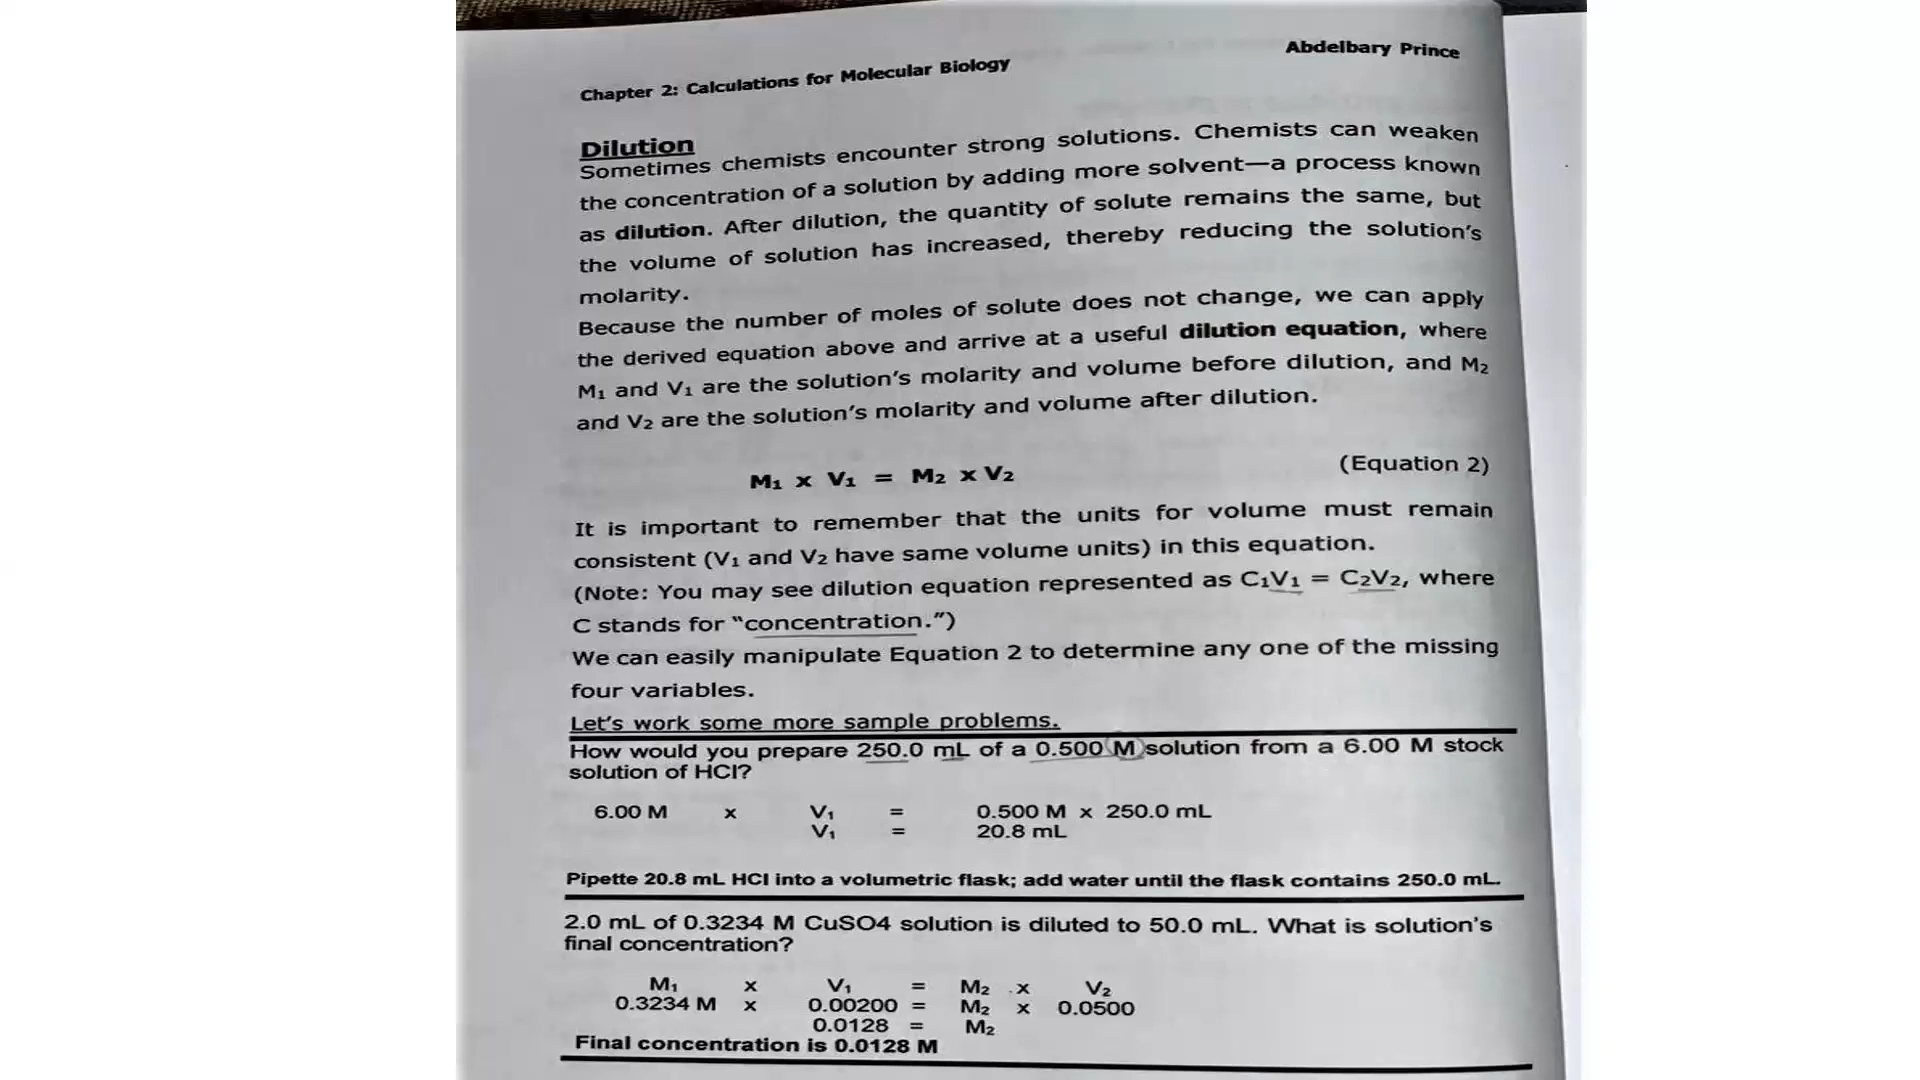 Chapter 2: Calculations for Molecular Biology
Abdelbary Prince
Dilution
Sometimes chemists encounter strong solutions. Chemists can weaken
the concentration of a solution by adding more solvent—a process known
as dilution. After dilution, the quantity of solute remains the same, but
the volume of solution has increased, thereby reducing the solution's
molarity.
Because the number of moles of solute does not change, we can apply
the derived equation above and arrive at a useful dilution equation, where
M₁ and V₁ are the solution's molarity and volume before dilution, and M₂
and V₂ are the solution's molarity and volume after dilution.
M₁ x V₁ = M₂ x V₂ (Equation 2)
It is important to remember that the units for volume must remain
consistent (V₁ and V₂ have same volume units) in this equation.
(Note: You may see dilution equation represented as C₁V₁ = C₂V₂, where
C stands for "concentration.")
We can easily manipulate Equation 2 to determine any one of the missing
four variables.
Let's work some more sample problems.
How would you prepare 250.0 mL of a 0.500 M solution from a 6.00 M stock
solution of HCl?
6.00 M x V₁ = 0.500 M x 250.0 mL
V₁ = 20.8 mL
Pipette 20.8 mL HCl into a volumetric flask; add water until the flask contains 250.0 mL.
2.0 mL of 0.3234 M CuSO4 solution is diluted to 50.0 mL. What is solution's
final concentration?
M₁ x V₁ = M₂ x V₂
0.3234 M x 0.00200 = M₂ x 0.0500
0.0128 = M₂
Final concentration is 0.0128 M